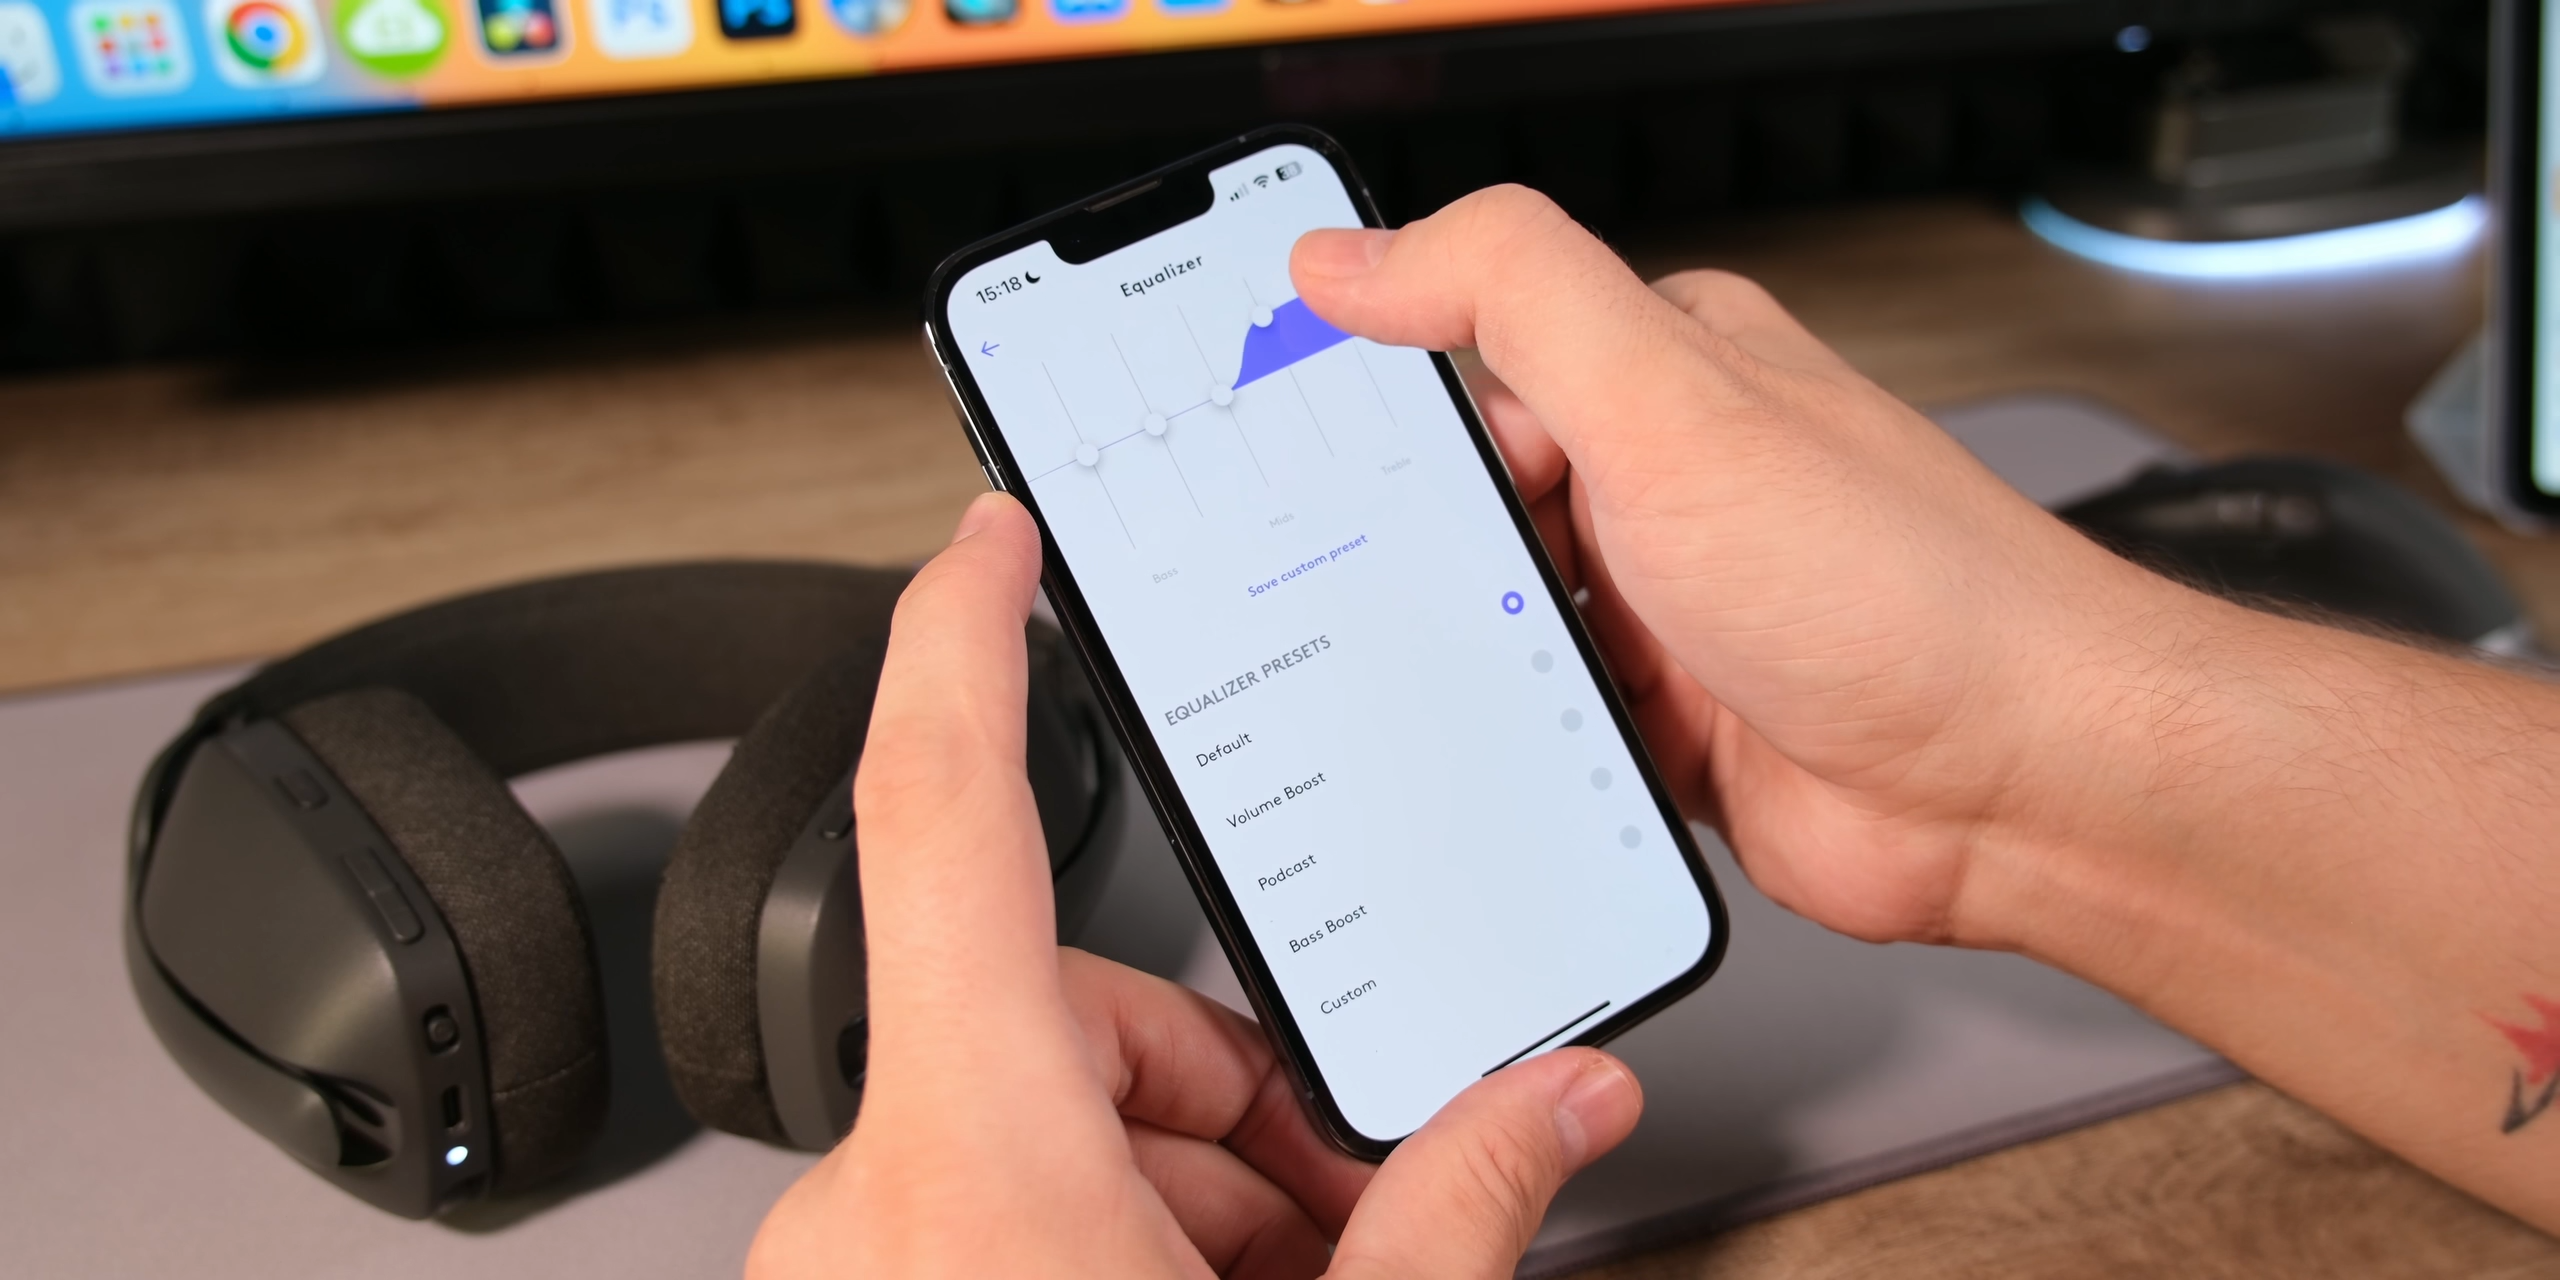 15:18
Equalizer
Bass
Mids
Treble
Save custom preset
EQUALIZER PRESETS
Default
Volume Boost
Podcast
Bass Boost
Custom